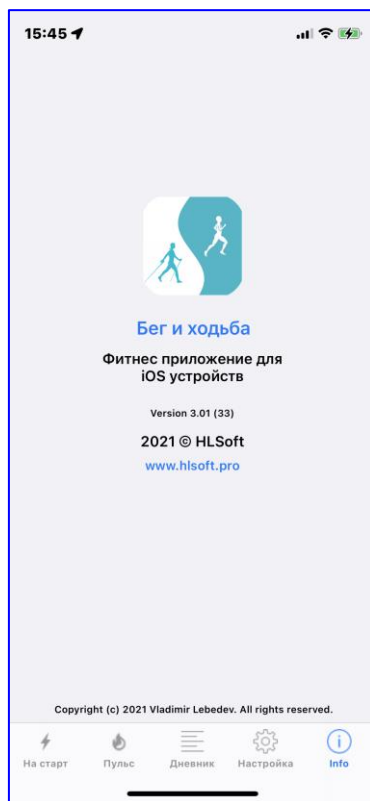 15:45
Бег и ходьба
Фитнес приложение для
iOS устройств
Version 3.01 (33)
2021 © HLSoft
www.hlsoft.pro
Copyright (c) 2021 Vladimir Lebedev. All rights reserved.
На старт Пульс Дневник Настройка Info